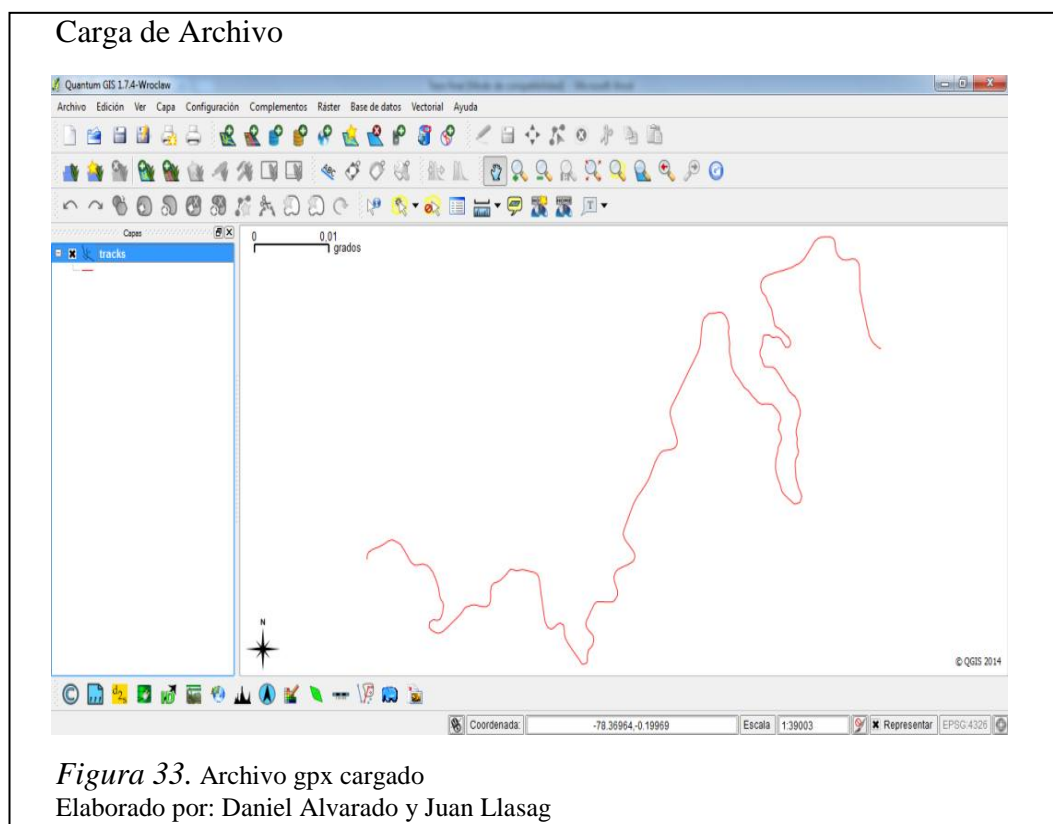 Carga de Archivo
Quantum GIS 1.7.4-Wroclaw
Archivo Edición Ver Capa Configuración Complementos Ráster Base de datos Vectorial Ayuda
Capas
tracks
0 0.01
grados
N
© QGIS 2014
Coordenada: -78.36964,-0.19969 Escala 1:39003 Representar EPSG:4326
Figura 33. Archivo gpx cargado
Elaborado por: Daniel Alvarado y Juan Llasag